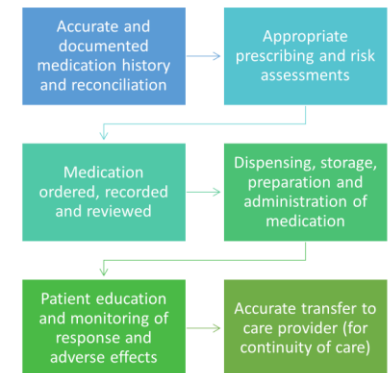 Accurate and
documented
medication history
and reconciliation
Appropriate
prescribing and risk
assessments
Medication
ordered, recorded
and reviewed
Dispensing, storage,
preparation and
administration of
medication
Patient education
and monitoring of
response and
adverse effects
Accurate transfer to
care provider (for
continuity of care)